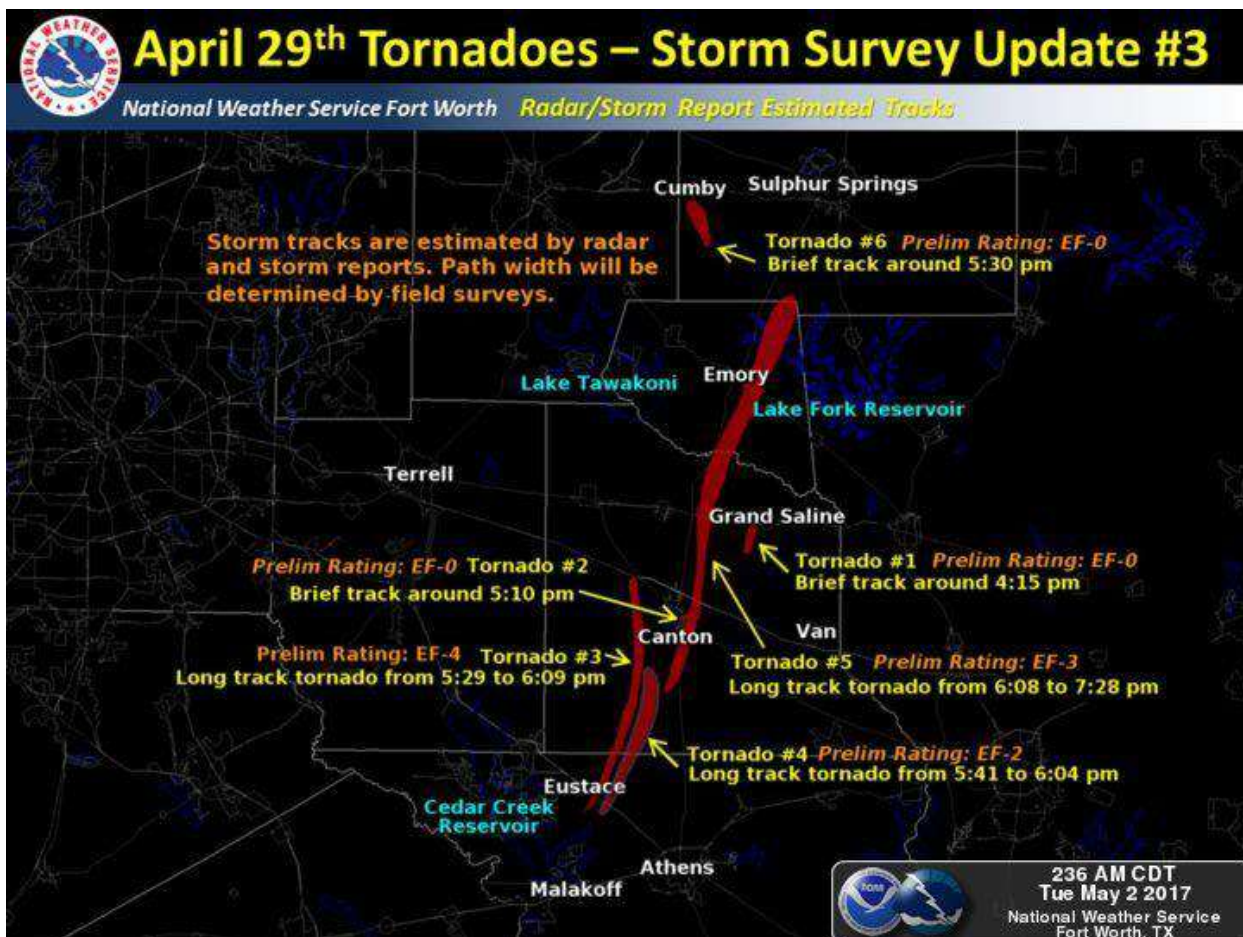 NATIONAL WEATHER SERVICE
April 29th Tornadoes – Storm Survey Update #3
National Weather Service Fort Worth Radar/Storm Report Estimated Tracks
Cumby Sulphur Springs
Storm tracks are estimated by radar
and storm reports. Path width will be
determined by field surveys.
Tornado #6 Prelim Rating: EF-0
Brief track around 5:30 pm
Emory
Lake Tawakoni
Lake Fork Reservoir
Terrell
Grand Saline
Prelim Rating: EF-0 Tornado #2
Brief track around 5:10 pm
Tornado #1 Prelim Rating: EF-0
Brief track around 4:15 pm
Canton
Van
Prelim Rating: EF-4 Tornado #3
Long track tornado from 5:29 to 6:09 pm
Tornado #5 Prelim Rating: EF-3
Long track tornado from 6:08 to 7:28 pm
Tornado #4 Prelim Rating: EF-2
Long track tornado from 5:41 to 6:04 pm
Eustace
Cedar Creek
Reservoir
Athens
Malakoff
NOAA
236 AM CDT
Tue May 2 2017
National Weather Service
Fort Worth, TX